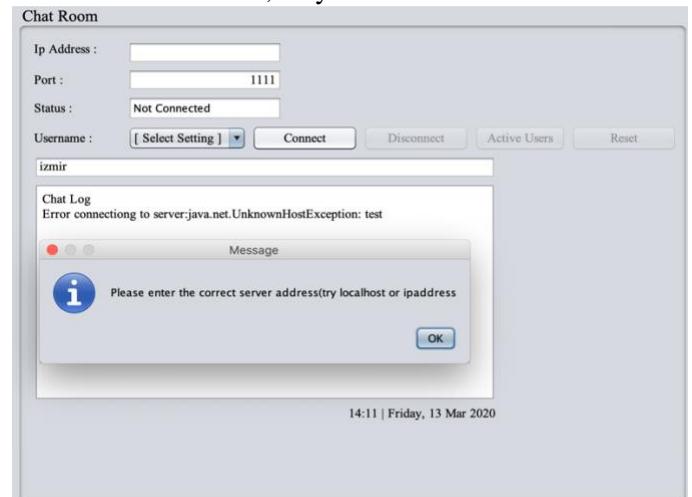 Chat Room
Ip Address :
Port : 1111
Status : Not Connected
Username : [ Select Setting ] Connect Disconnect Active Users Reset
izmir
Chat Log
Error connectiong to server:java.net.UnknownHostException: test
Message
Please enter the correct server address(try localhost or ipaddress
OK
14:11 | Friday, 13 Mar 2020